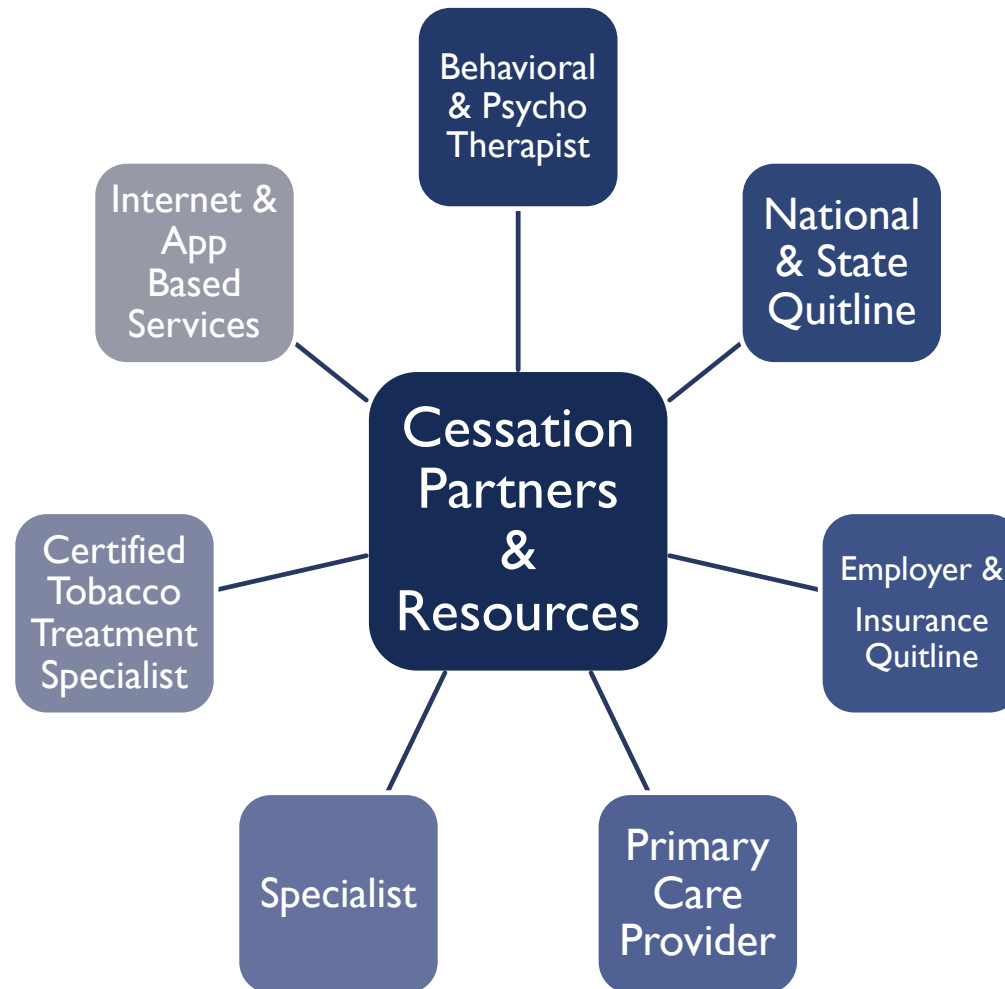 Behavioral
& Psycho
Therapist
National
& State
Quitline
Employer &
Insurance
Quitline
Primary
Care
Provider
Specialist
Certified
Tobacco
Treatment
Specialist
Internet &
App
Based
Services
Cessation
Partners
&
Resources